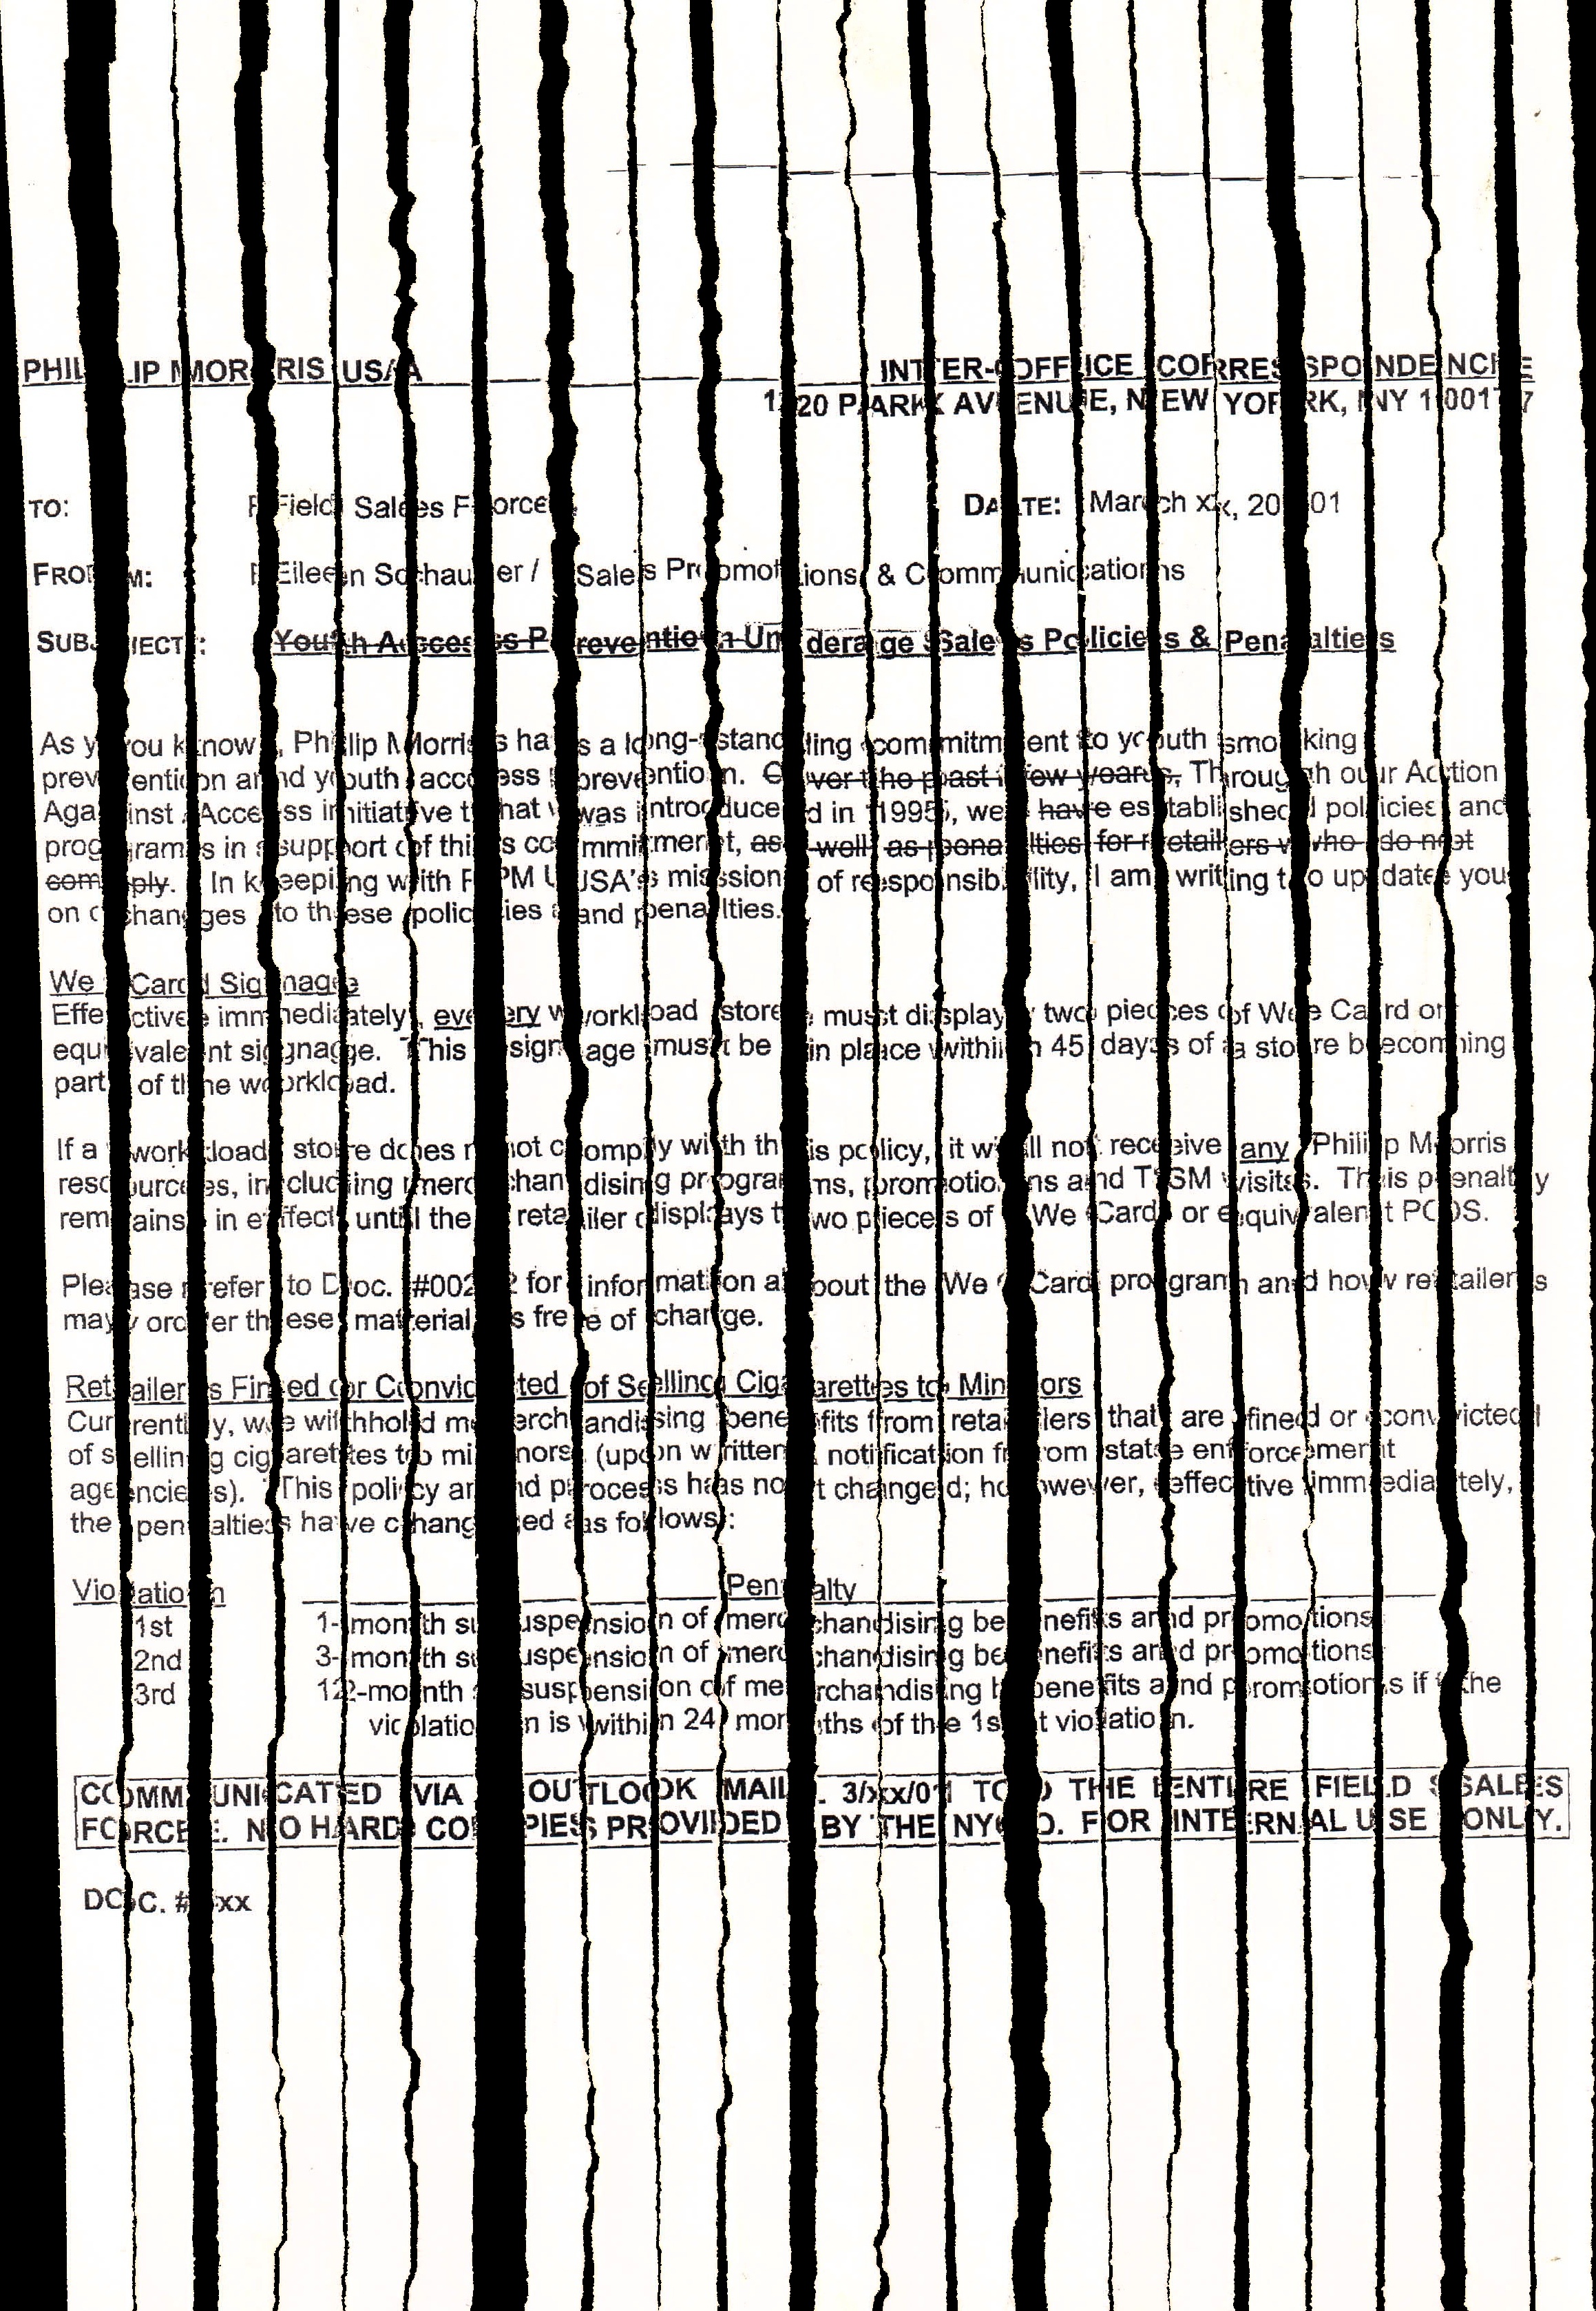 PHILIP MORRIS USA INTER-OFFICE CORRESPONDENCE
120 PARK AVENUE, NEW YORK, NY 10017
TO: Field Sales Force DATE: March xx, 2001
FROM: Eileen / Sales Promotions & Communications
SUBJECT: Youth Access Prevention Underage Sales Policies & Penalties
As you know, Philip Morris has a long-standing commitment to youth smoking
prevention and youth access prevention. Over the past few years, Through our Action
Against Access initiative that was introduced in 1995, we have established policies and
programs in support of this commitment, as well as penalties for retailers who do not
comply. In keeping with PM USA's mission of responsibility, I am writing to update you
on changes to these policies and penalties.
We Card Signage
Effective immediately, every workload store must display two pieces of We Card or
equivalent signage. This signage must be in place within 45 days of a store becoming
part of the workload.
If a workload store does not comply with this policy, it will not receive any Philip Morris
resources, including merchandising programs, promotions and TSM visits. This penalty
remains in effect until the retailer displays two pieces of We Card or equivalent POS.
Please refer to Doc. #002 for information about the We Card program and how retailers
may order these materials free of charge.
Retailers Fined or Convicted of Selling Cigarettes to Minors
Currently, we withhold merchandising benefits from retailers that are fined or convicted
of selling cigarettes to minors (upon written notification from state enforcement
agencies). This policy and process has not changed; however, effective immediately,
the penalties have changed as follows:
Violation Penalty
1st 1-month suspension of merchandising benefits and promotions
2nd 3-month suspension of merchandising benefits and promotions
3rd 12-month suspension of merchandising benefits and promotions if the
violation is within 24 months of the 1st violation.
COMMUNICATED VIA OUTLOOK MAIL. 3/xx/01 TO THE ENTIRE FIELD SALES
FORCE. NO HARD COPIES PROVIDED BY THE NYO. FOR INTERNAL USE ONLY.
DOC. #xx